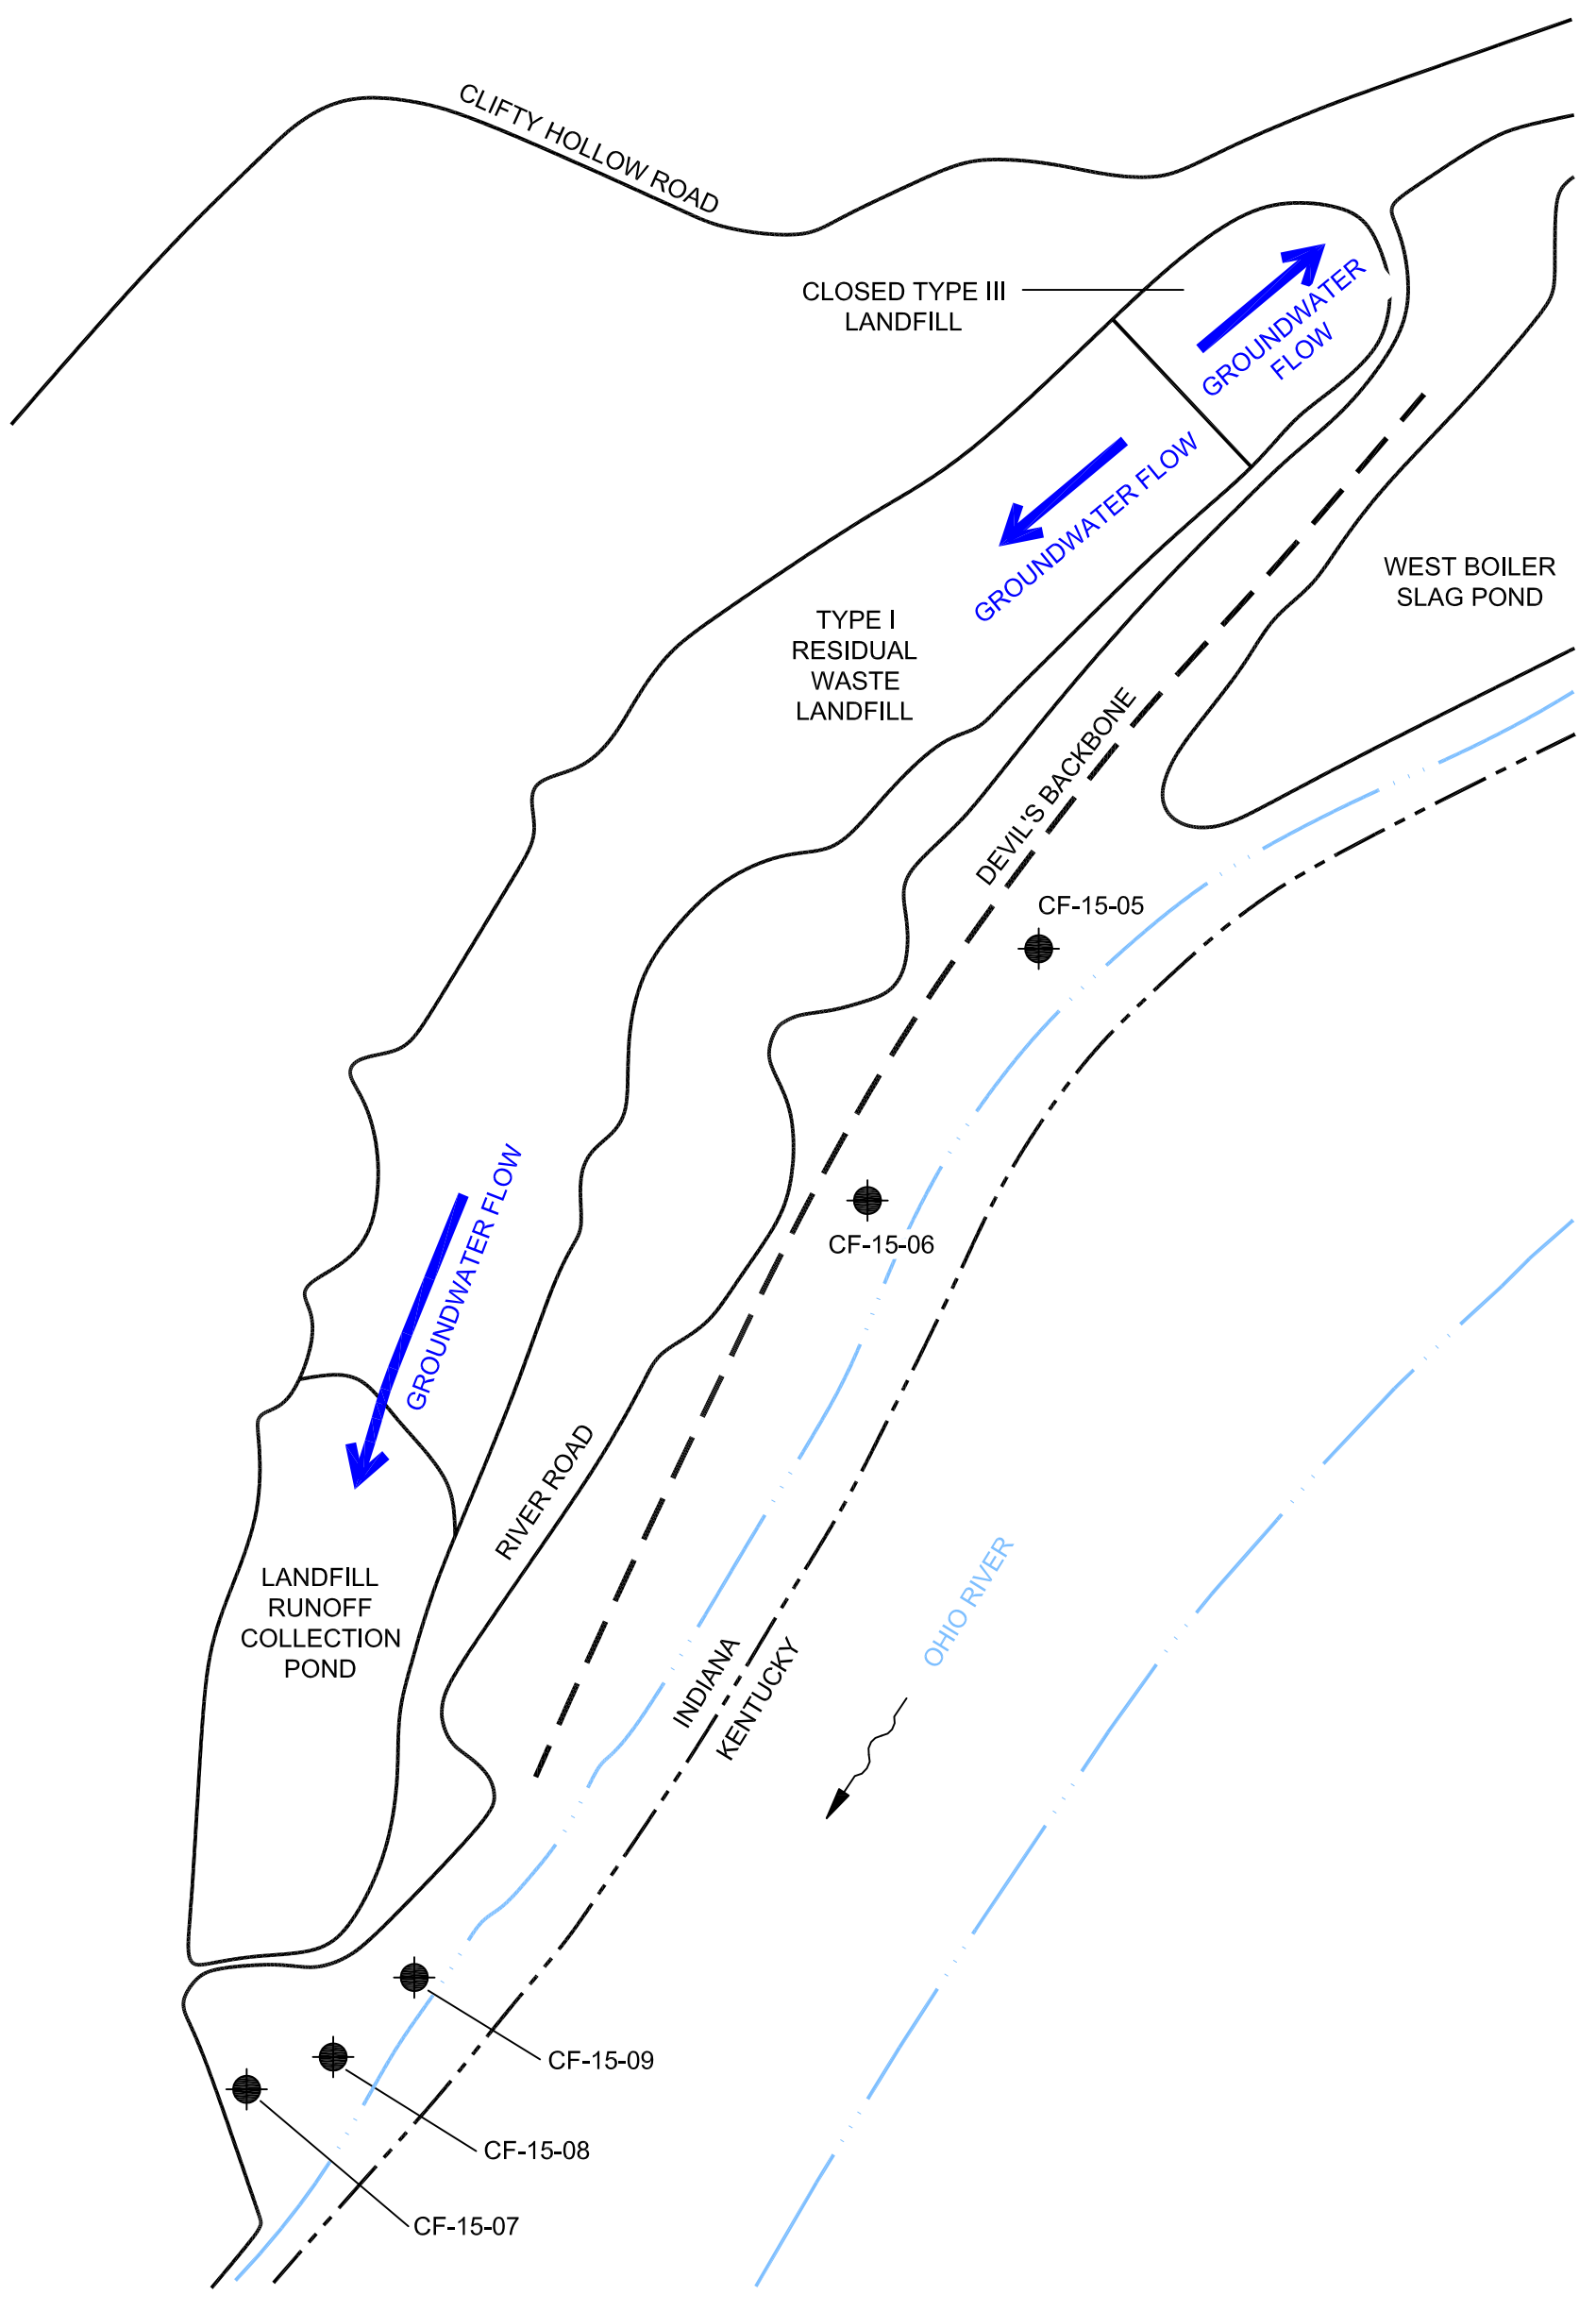 CLIFTY HOLLOW ROAD
CLOSED TYPE III
LANDFILL
GROUNDWATER
FLOW
GROUNDWATER FLOW
WEST BOILER
SLAG POND
TYPE I
RESIDUAL
WASTE
LANDFILL
DEVIL'S BACKBONE
CF-15-05
CF-15-06
GROUNDWATER FLOW
RIVER ROAD
LANDFILL
RUNOFF
COLLECTION
POND
OHIO RIVER
INDIANA
KENTUCKY
CF-15-09
CF-15-08
CF-15-07